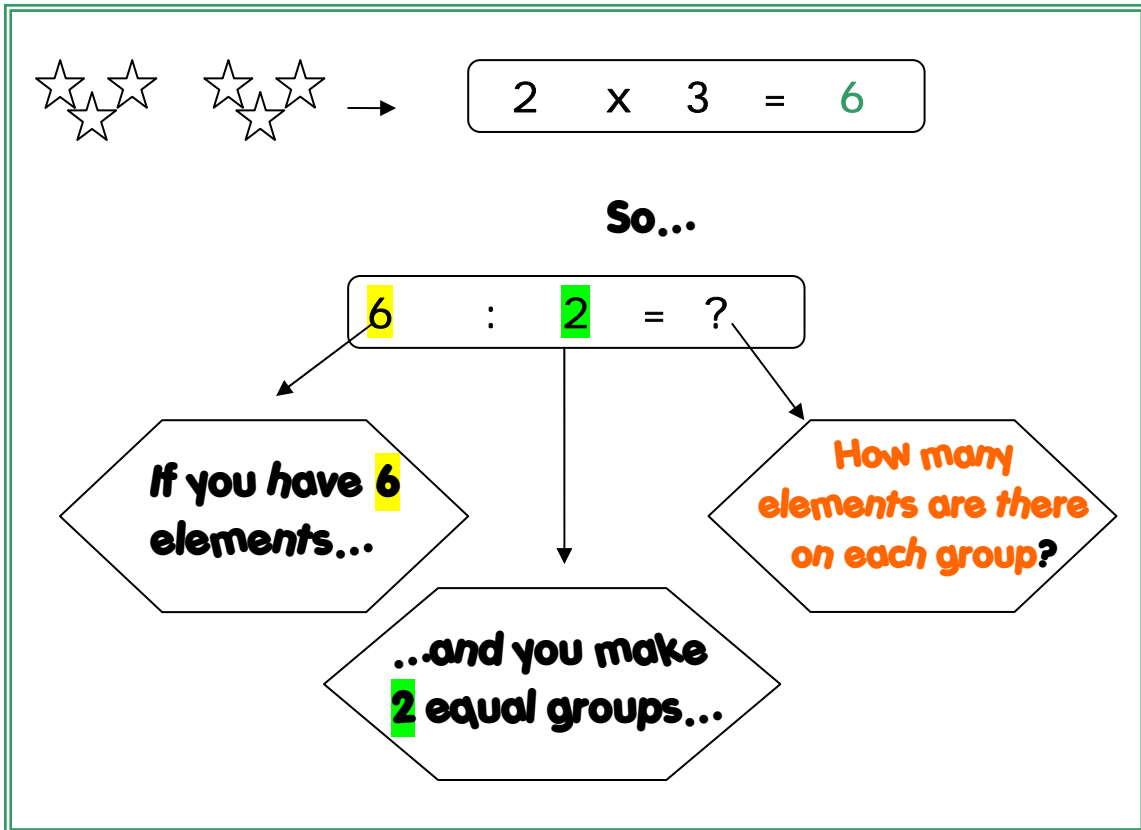 2 x 3 = 6
So...
6 : 2 = ?
If you have 6
elements...
How many
elements are there
on each group?
...and you make
2 equal groups...